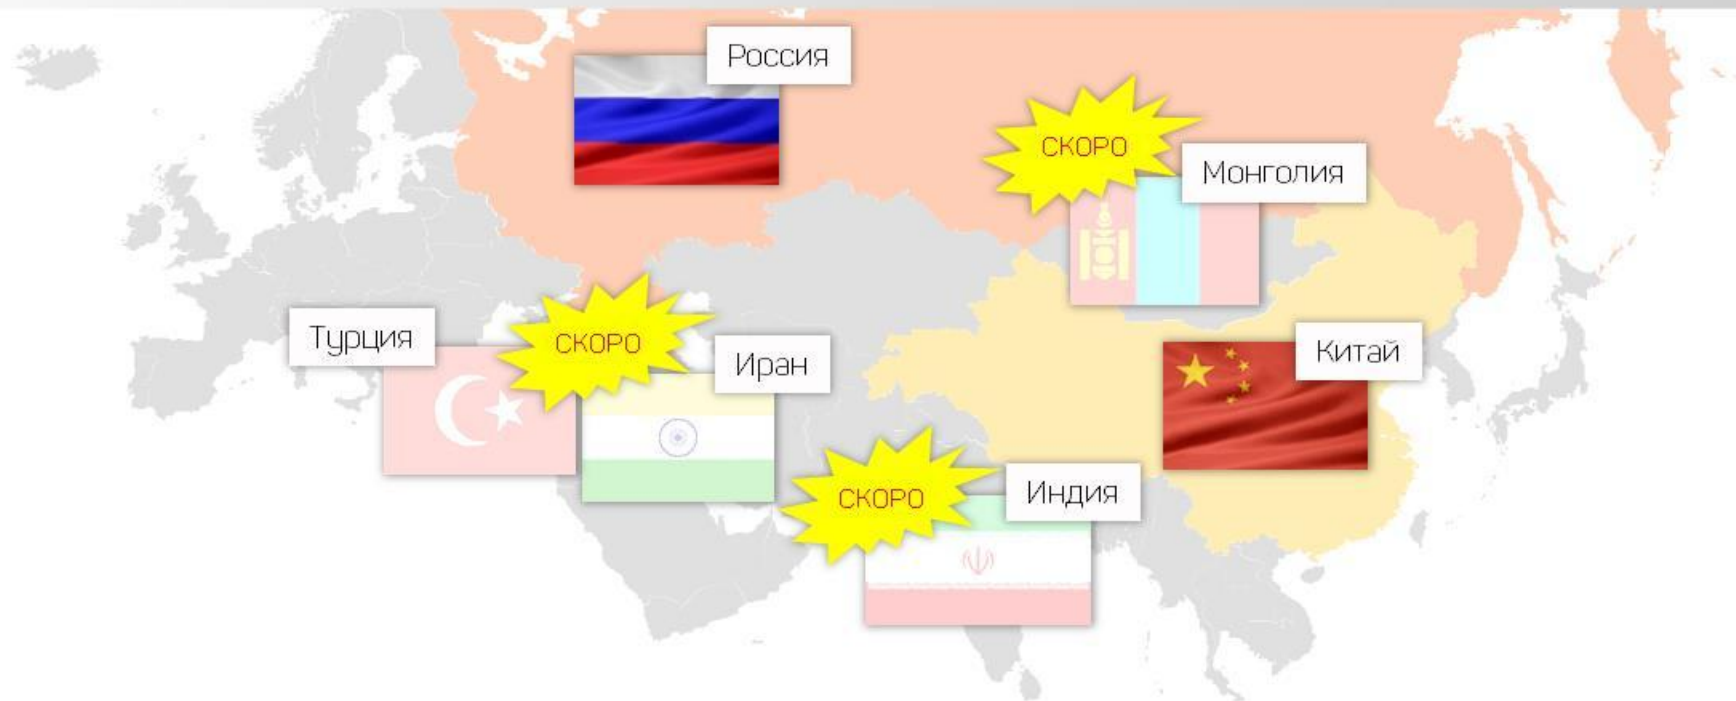 Россия
СКОРО
Монголия
Турция
СКОРО
Иран
Китай
СКОРО
Индия